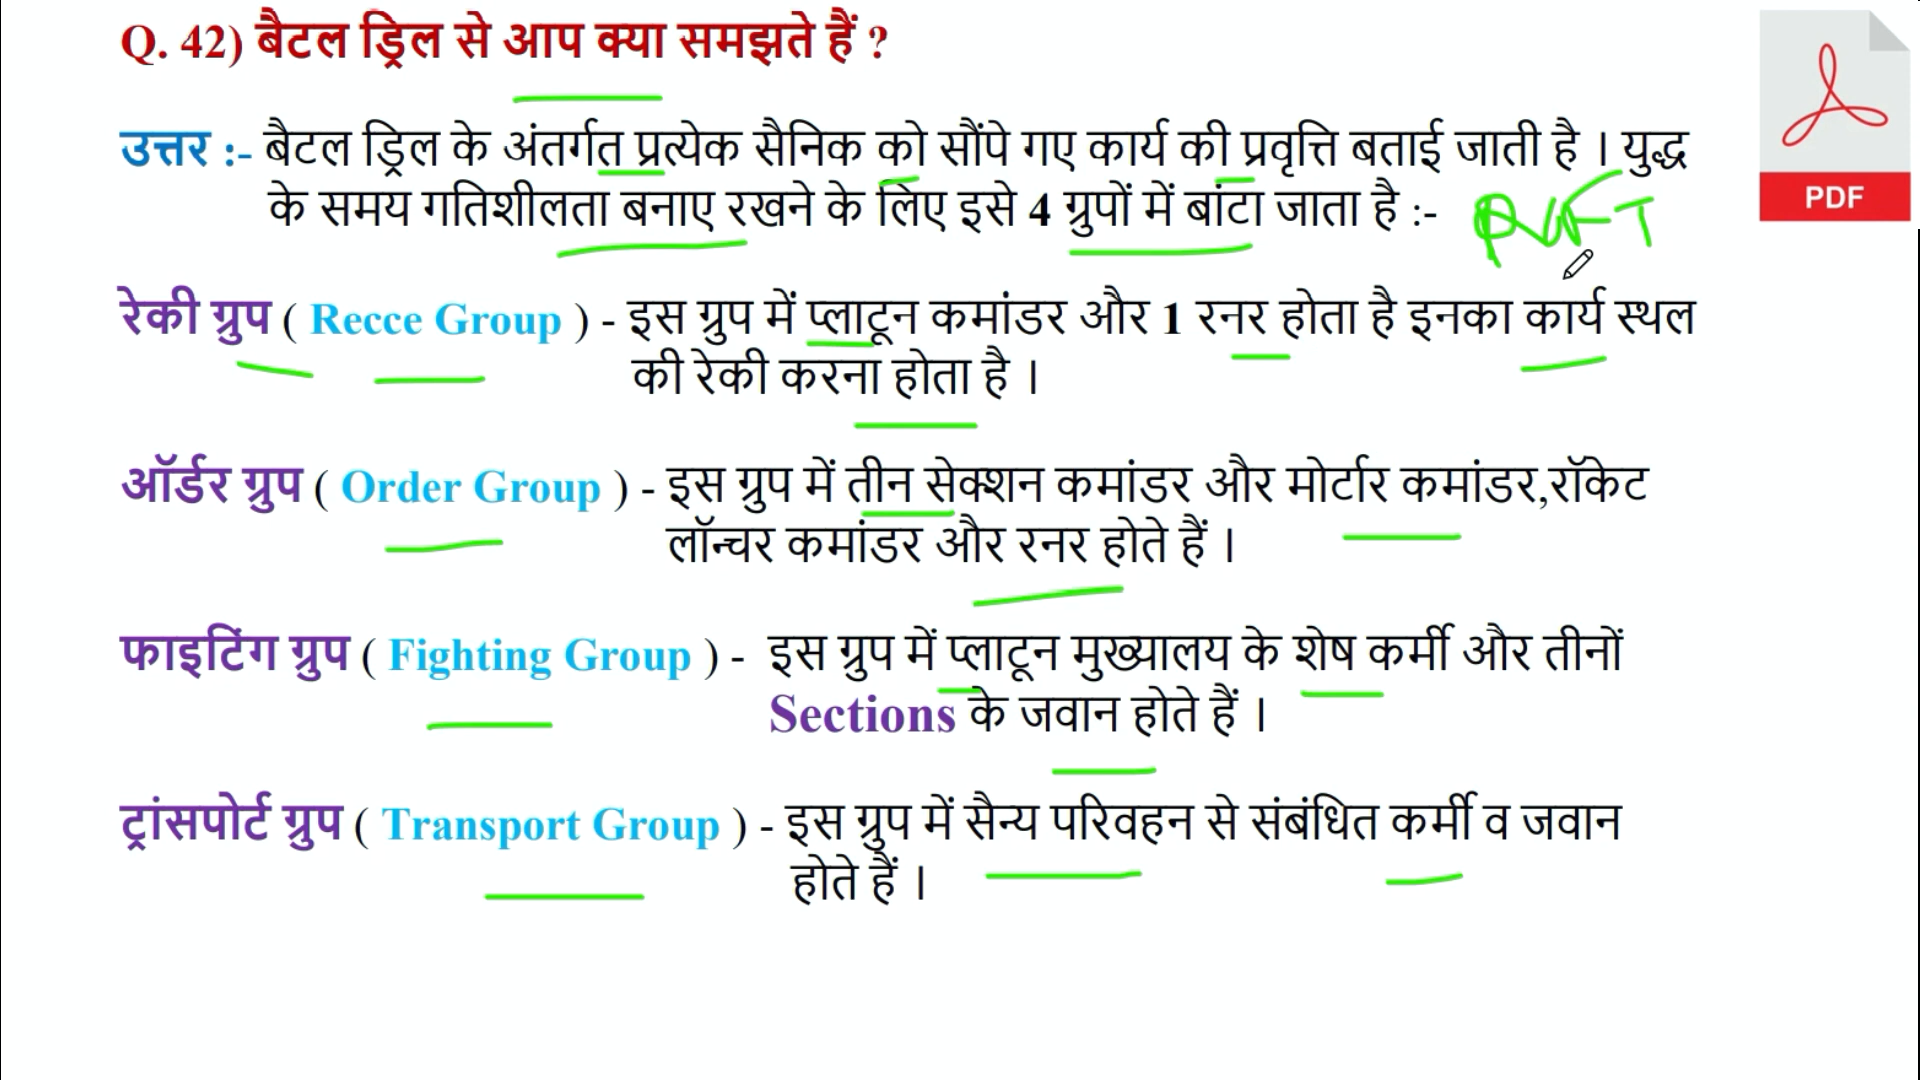 Q. 42) बैटल ड्रिल से आप क्या समझते हैं ?
उत्तर :- बैटल ड्रिल के अंतर्गत प्रत्येक सैनिक को सौंपे गए कार्य की प्रवृत्ति बताई जाती है । युद्ध
के समय गतिशीलता बनाए रखने के लिए इसे 4 ग्रुपों में बांटा जाता है :-
PDF
रेकी ग्रुप ( Recce Group ) - इस ग्रुप में प्लाटून कमांडर और 1 रनर होता है इनका कार्य स्थल
की रेकी करना होता है ।
ऑर्डर ग्रुप ( Order Group ) - इस ग्रुप में तीन सेक्शन कमांडर और मोर्टार कमांडर,रॉकेट
लॉन्चर कमांडर और रनर होते हैं ।
फाइटिंग ग्रुप ( Fighting Group ) - इस ग्रुप में प्लाटून मुख्यालय के शेष कर्मी और तीनों
Sections के जवान होते हैं ।
ट्रांसपोर्ट ग्रुप ( Transport Group ) - इस ग्रुप में सैन्य परिवहन से संबंधित कर्मी व जवान
होते हैं ।